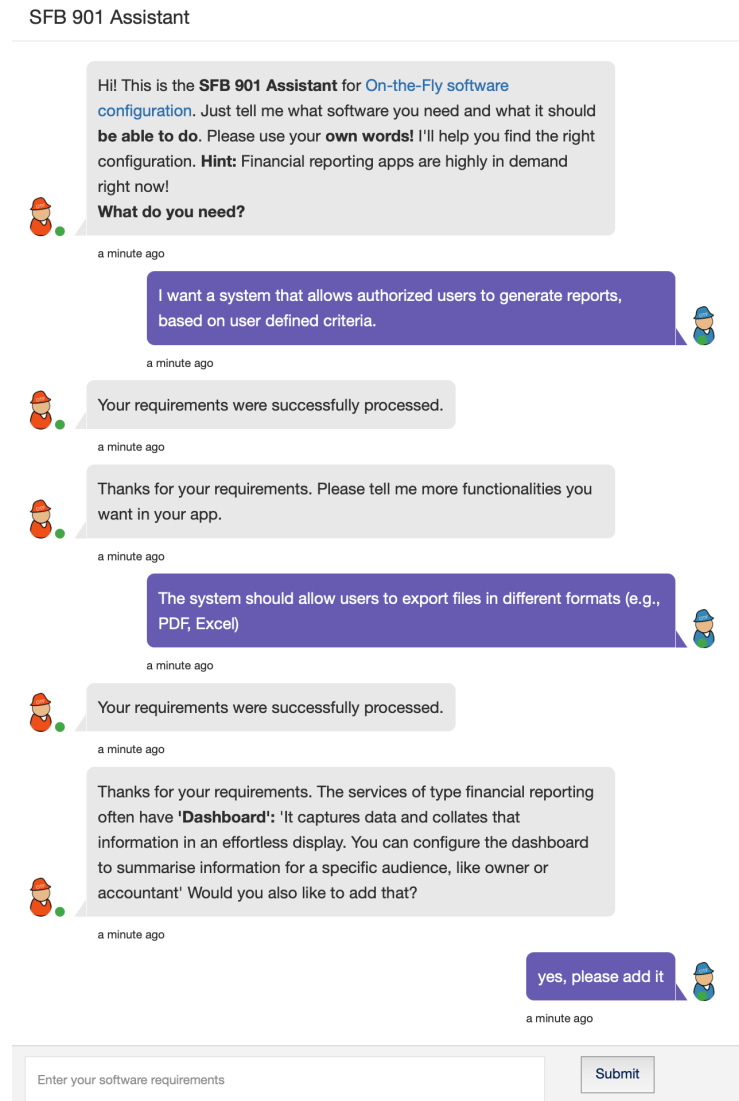 SFB 901 Assistant
Hi! This is the SFB 901 Assistant for On-the-Fly software
configuration. Just tell me what software you need and what it should
be able to do. Please use your own words! I'll help you find the right
configuration. Hint: Financial reporting apps are highly in demand
right now!
What do you need?
a minute ago
I want a system that allows authorized users to generate reports,
based on user defined criteria.
a minute ago
Your requirements were successfully processed.
a minute ago
Thanks for your requirements. Please tell me more functionalities you
want in your app.
a minute ago
The system should allow users to export files in different formats (e.g.,
PDF, Excel)
a minute ago
Your requirements were successfully processed.
a minute ago
Thanks for your requirements. The services of type financial reporting
often have 'Dashboard': 'It captures data and collates that
information in an effortless display. You can configure the dashboard
to summarise information for a specific audience, like owner or
accountant' Would you also like to add that?
a minute ago
yes, please add it
a minute ago
Enter your software requirements
Submit